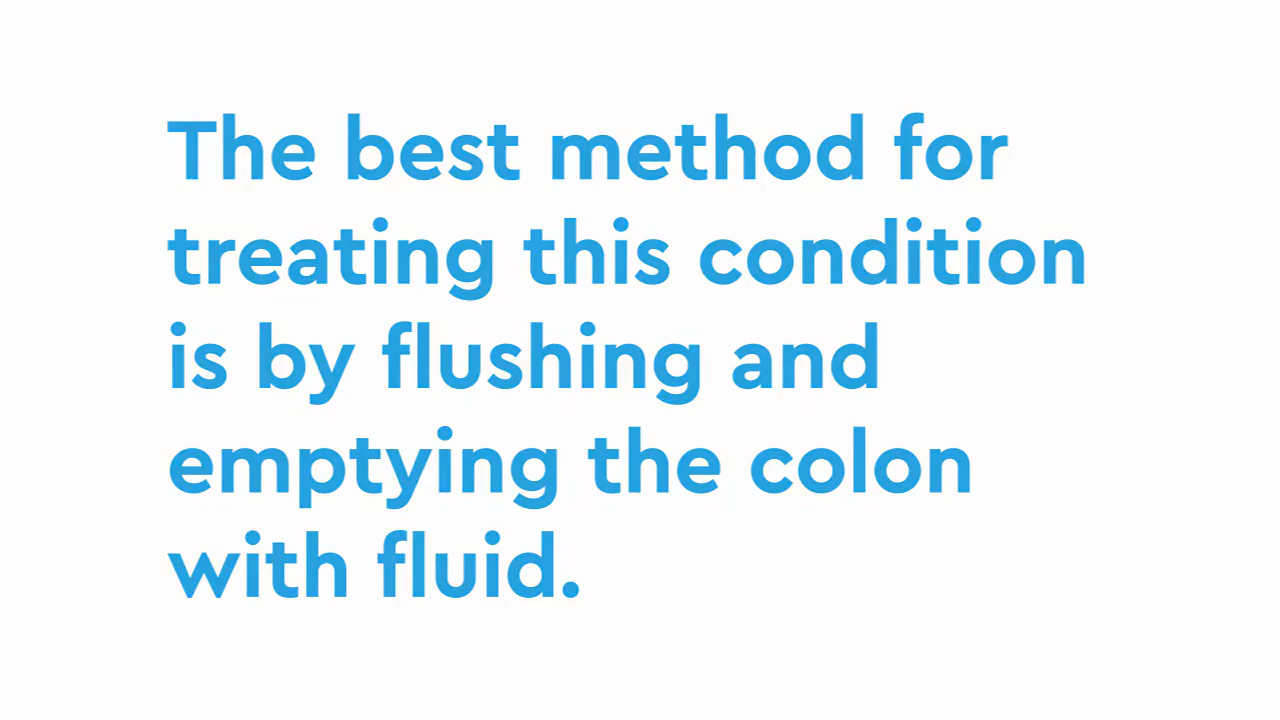 The best method for
treating this condition
is by flushing and
emptying the colon
with fluid.